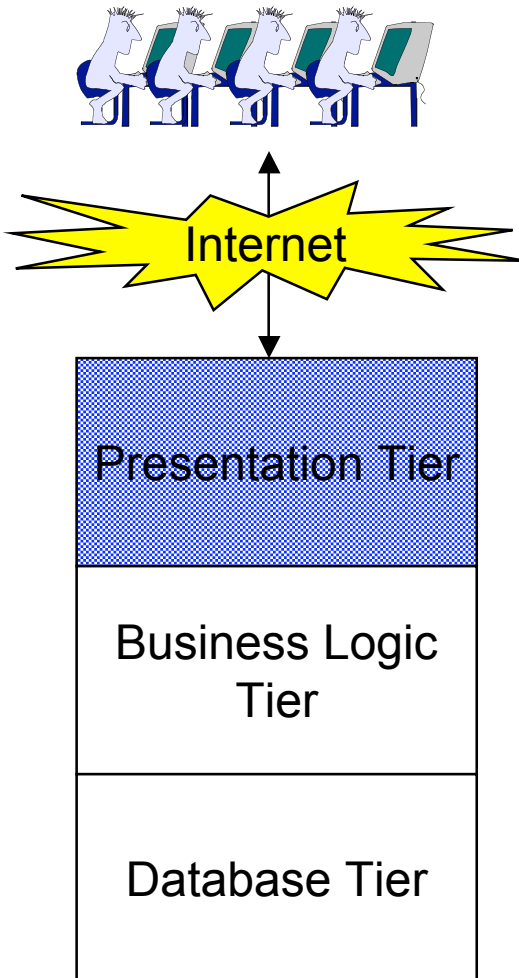 Internet
Presentation Tier
Business Logic
Tier
Database Tier